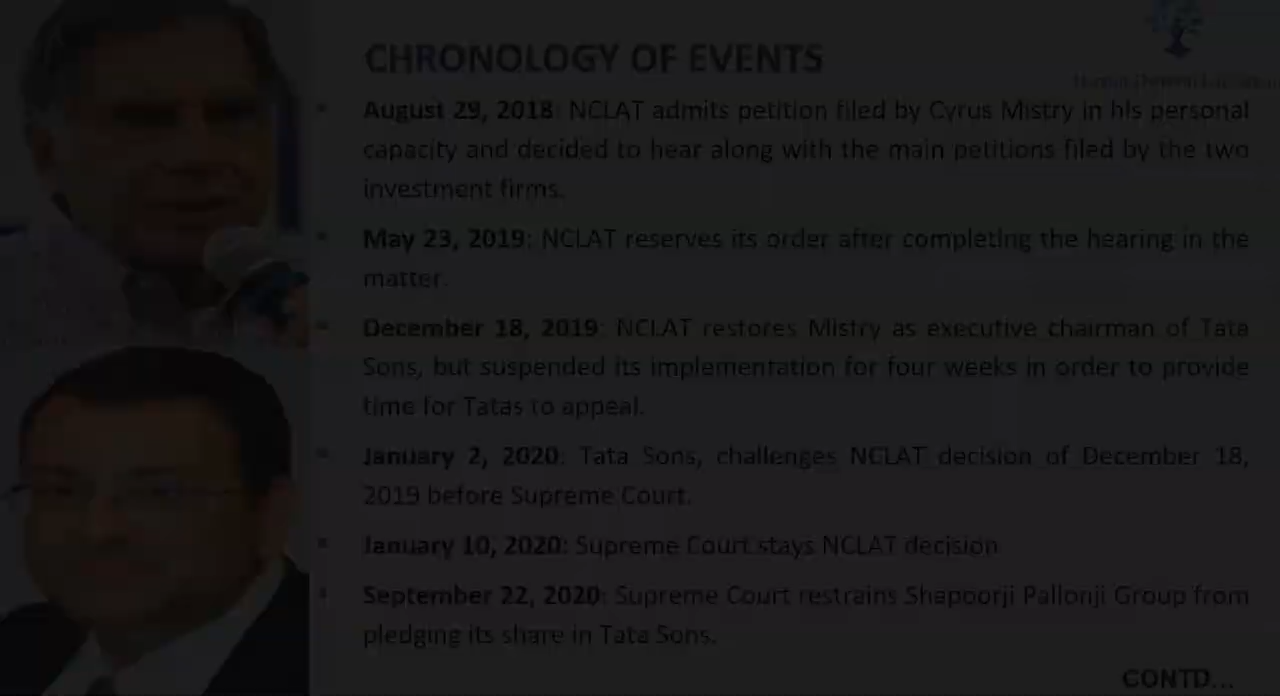 CHRONOLOGY OF EVENTS
August 29, 2018: NCLAT admits petition filed by Cyrus Mistry in his personal
capacity and decided to hear along with the main petitions filed by the two
investment firms.
May 23, 2019: NCLAT reserves its order after completing the hearing in the
matter.
December 18, 2019: NCLAT restores Mistry as executive chairman of Tata
Sons, but suspended its implementation for four weeks in order to provide
time for Tatas to appeal.
January 2, 2020: Tata Sons, challenges NCLAT decision of December 18,
2019 before Supreme Court.
January 10, 2020: Supreme Court stays NCLAT decision
September 22, 2020: Supreme Court restrains Shapoorji Pallonji Group from
pledging its share in Tata Sons.
CONTD...